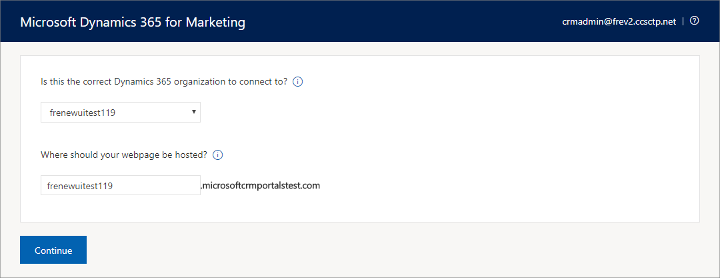 Microsoft Dynamics 365 for Marketing
crmadmin@frev2.ccsctp.net | ?
Is this the correct Dynamics 365 organization to connect to? i
frenewuitest119
Where should your webpage be hosted? i
frenewuitest119 .microsoftcrmportalstest.com
Continue